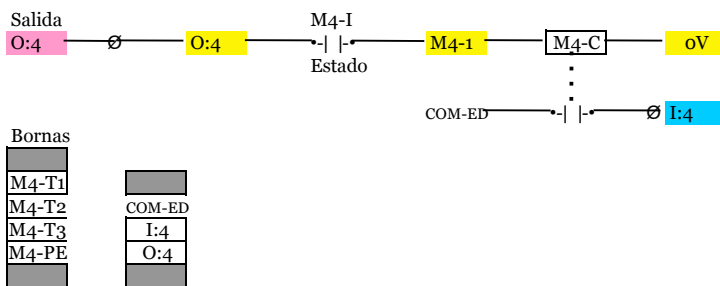 Salida
M4-I
O:4 Ø O:4 •-| |-• M4-1 M4-C 0V
Estado
COM-ED •-| |-• Ø I:4
Bornas
M4-T1
M4-T2 COM-ED
M4-T3 I:4
M4-PE O:4